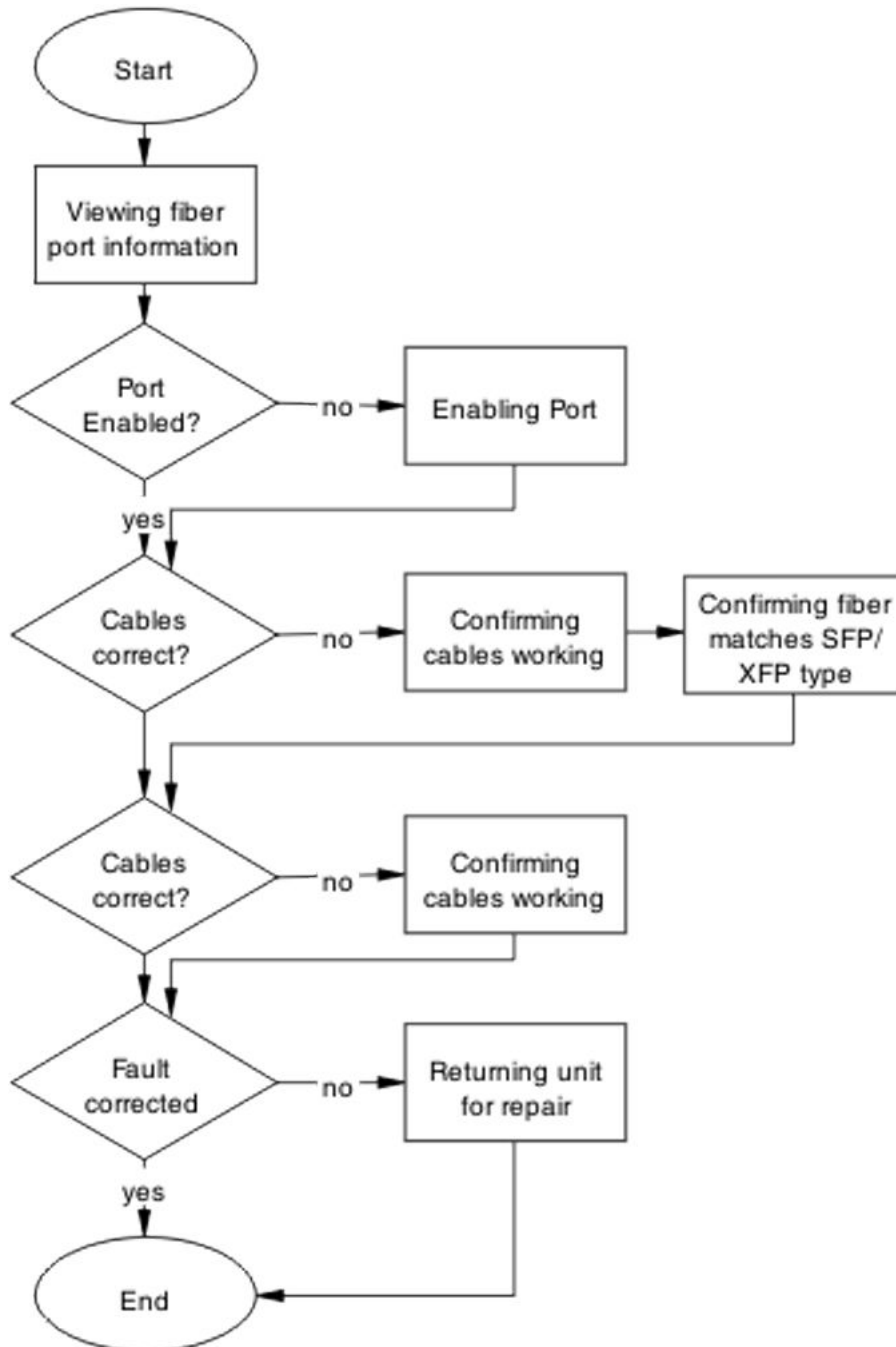 Start
Viewing fiber
port information
Port
Enabled?
no
Enabling Port
yes
Cables
correct?
no
Confirming
cables working
Confirming fiber
matches SFP/
XFP type
Cables
correct?
no
Confirming
cables working
Fault
corrected
no
Returning unit
for repair
yes
End